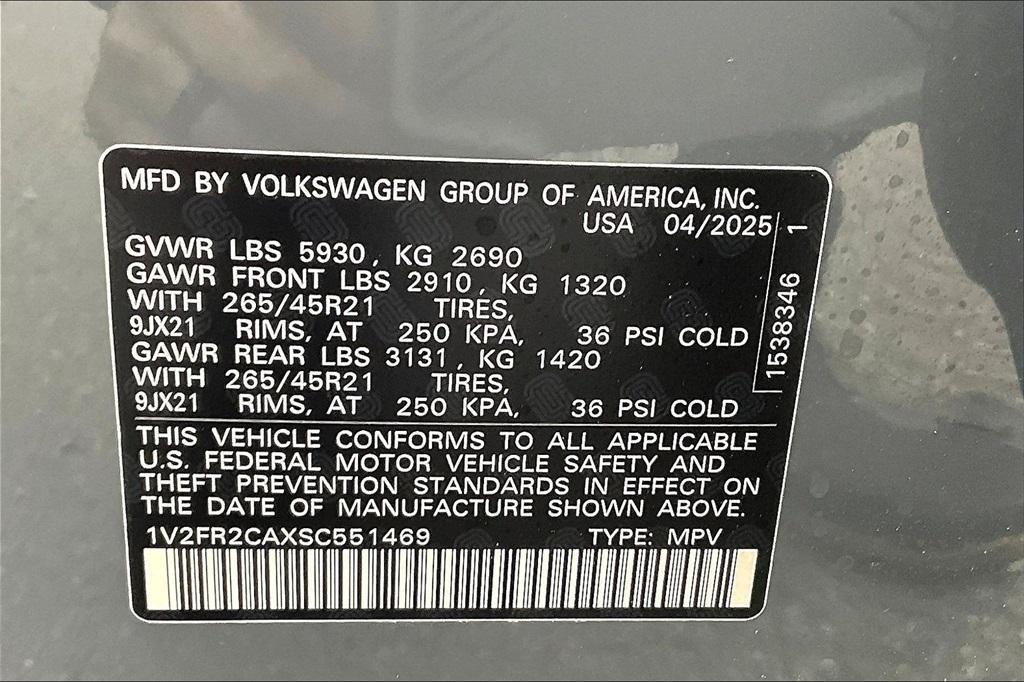 MFD BY VOLKSWAGEN GROUP OF AMERICA, INC.
USA 04/2025
GVWR LBS 5930, KG 2690
GAWR FRONT LBS 2910, KG 1320
WITH 265/45R21 TIRES,
9JX21 RIMS, AT 250 KPA, 36 PSI COLD
GAWR REAR LBS 3131, KG 1420
WITH 265/45R21 TIRES,
9JX21 RIMS, AT 250 KPA, 36 PSI COLD
1538346 1
THIS VEHICLE CONFORMS TO ALL APPLICABLE
U.S. FEDERAL MOTOR VEHICLE SAFETY AND
THEFT PREVENTION STANDARDS IN EFFECT ON
THE DATE OF MANUFACTURE SHOWN ABOVE.
1V2FR2CAXSC551469 TYPE: MPV